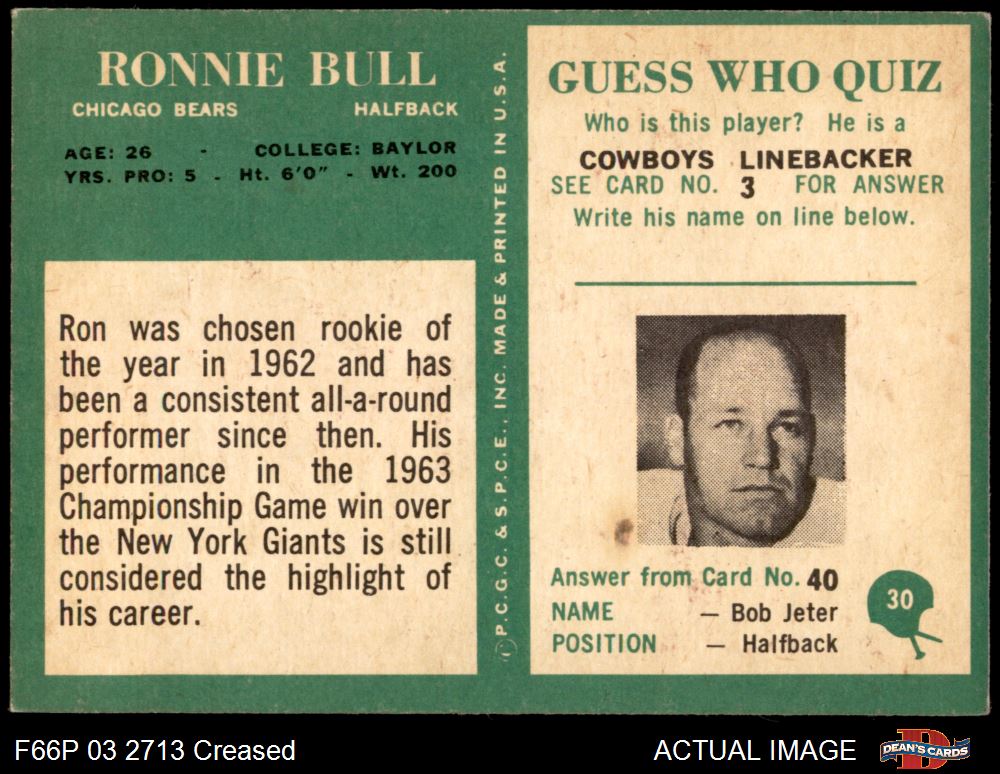 RONNIE BULL
CHICAGO BEARS HALFBACK
AGE: 26 - COLLEGE: BAYLOR
YRS. PRO: 5 - Ht. 6'0" - Wt. 200
Ron was chosen rookie of
the year in 1962 and has
been a consistent all-a-round
performer since then. His
performance in the 1963
Championship Game win over
the New York Giants is still
considered the highlight of
his career.
P.C.G.C. & S.P.C.E., INC. MADE & PRINTED IN U.S.A.
GUESS WHO QUIZ
Who is this player? He is a
COWBOYS LINEBACKER
SEE CARD NO. 3 FOR ANSWER
Write his name on line below.
Answer from Card No. 40
NAME — Bob Jeter
POSITION — Halfback
30
F66P 03 2713 Creased
ACTUAL IMAGE
DEAN'S CARDS